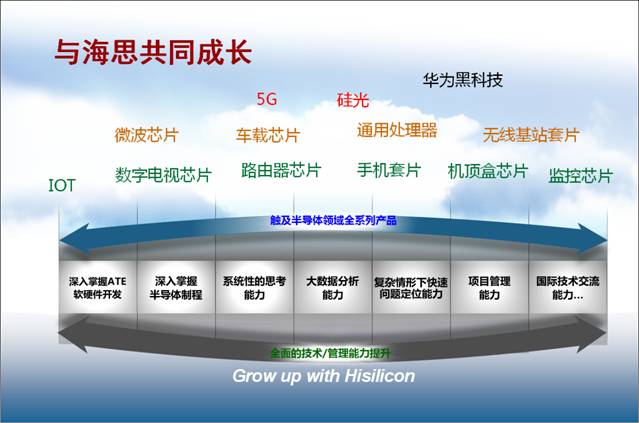 与海思共同成长
华为黑科技
5G 硅光
微波芯片 车载芯片 通用处理器 无线基站套片
IOT 数字电视芯片 路由器芯片 手机套片 机顶盒芯片 监控芯片
触及半导体领域全系列产品
深入掌握ATE
软硬件开发
深入掌握
半导体制程
系统性的思考
能力
大数据分析
能力
复杂情形下快速
问题定位能力
项目管理
能力
国际技术交流
能力...
全面的技术/管理能力提升
Grow up with Hisilicon